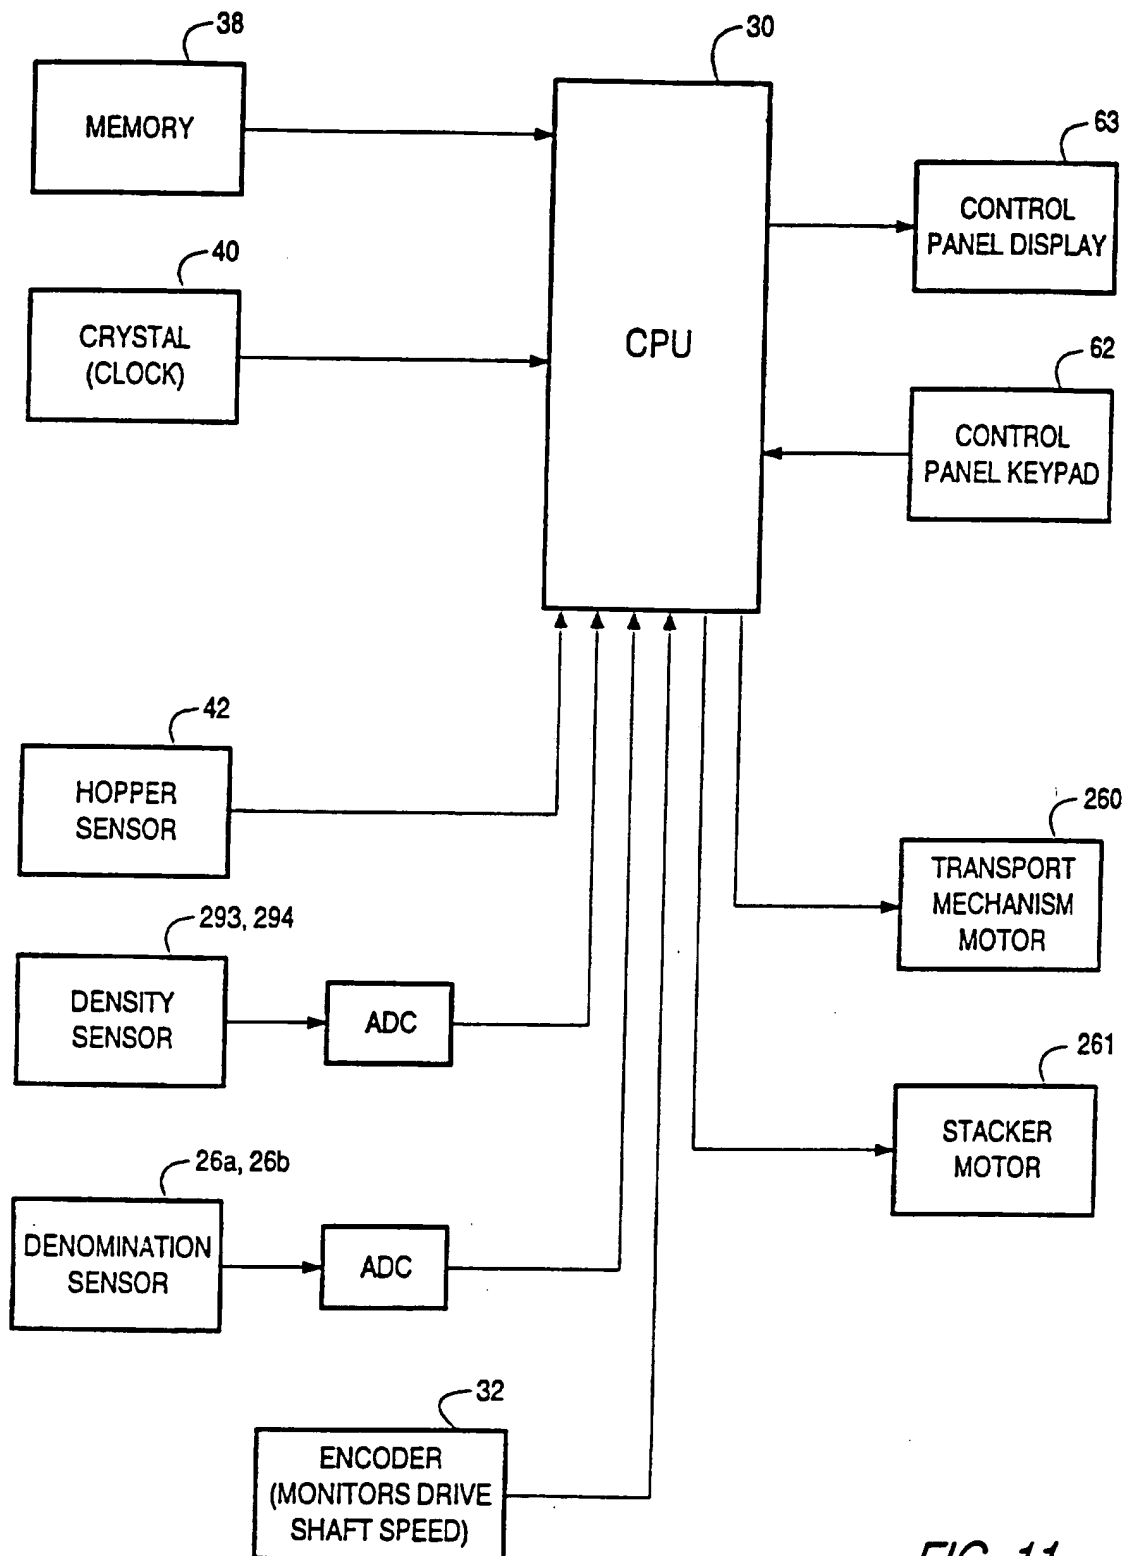 38
MEMORY
30
CPU
63
CONTROL
PANEL DISPLAY
40
CRYSTAL
(CLOCK)
62
CONTROL
PANEL KEYPAD
42
HOPPER
SENSOR
260
TRANSPORT
MECHANISM
MOTOR
293, 294
DENSITY
SENSOR
ADC
261
STACKER
MOTOR
26a, 26b
DENOMINATION
SENSOR
ADC
32
ENCODER
(MONITORS DRIVE
SHAFT SPEED)
FIG. 11